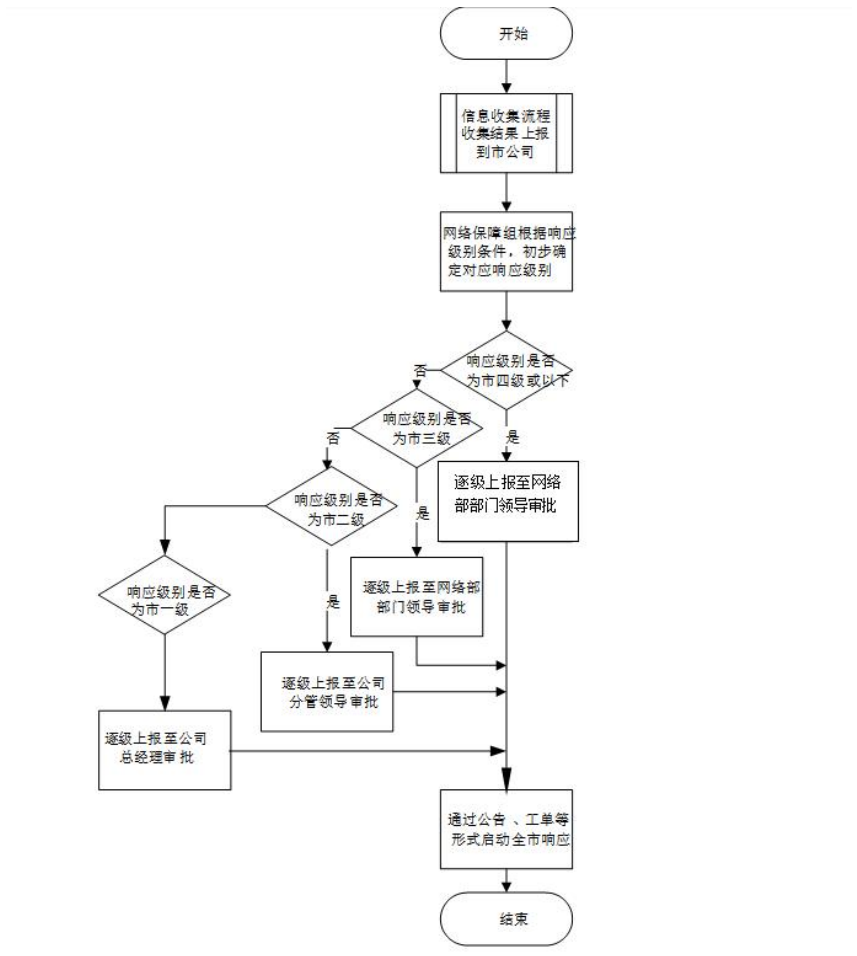 开始
信息收集流程
收集结果上报
到市公司
网络保障组根据响应
级别条件，初步确
定对应响应级别
响应级别是否
为市四级或以下
否
是
响应级别是否
为市三级
否
是
逐级上报至网络
部部门领导审批
响应级别是否
为市二级
是
逐级上报至网络部
部门领导审批
响应级别是否
为市一级
逐级上报至公司
分管领导审批
逐级上报至公司
总经理审批
通过公告、工单等
形式启动全市响应
结束